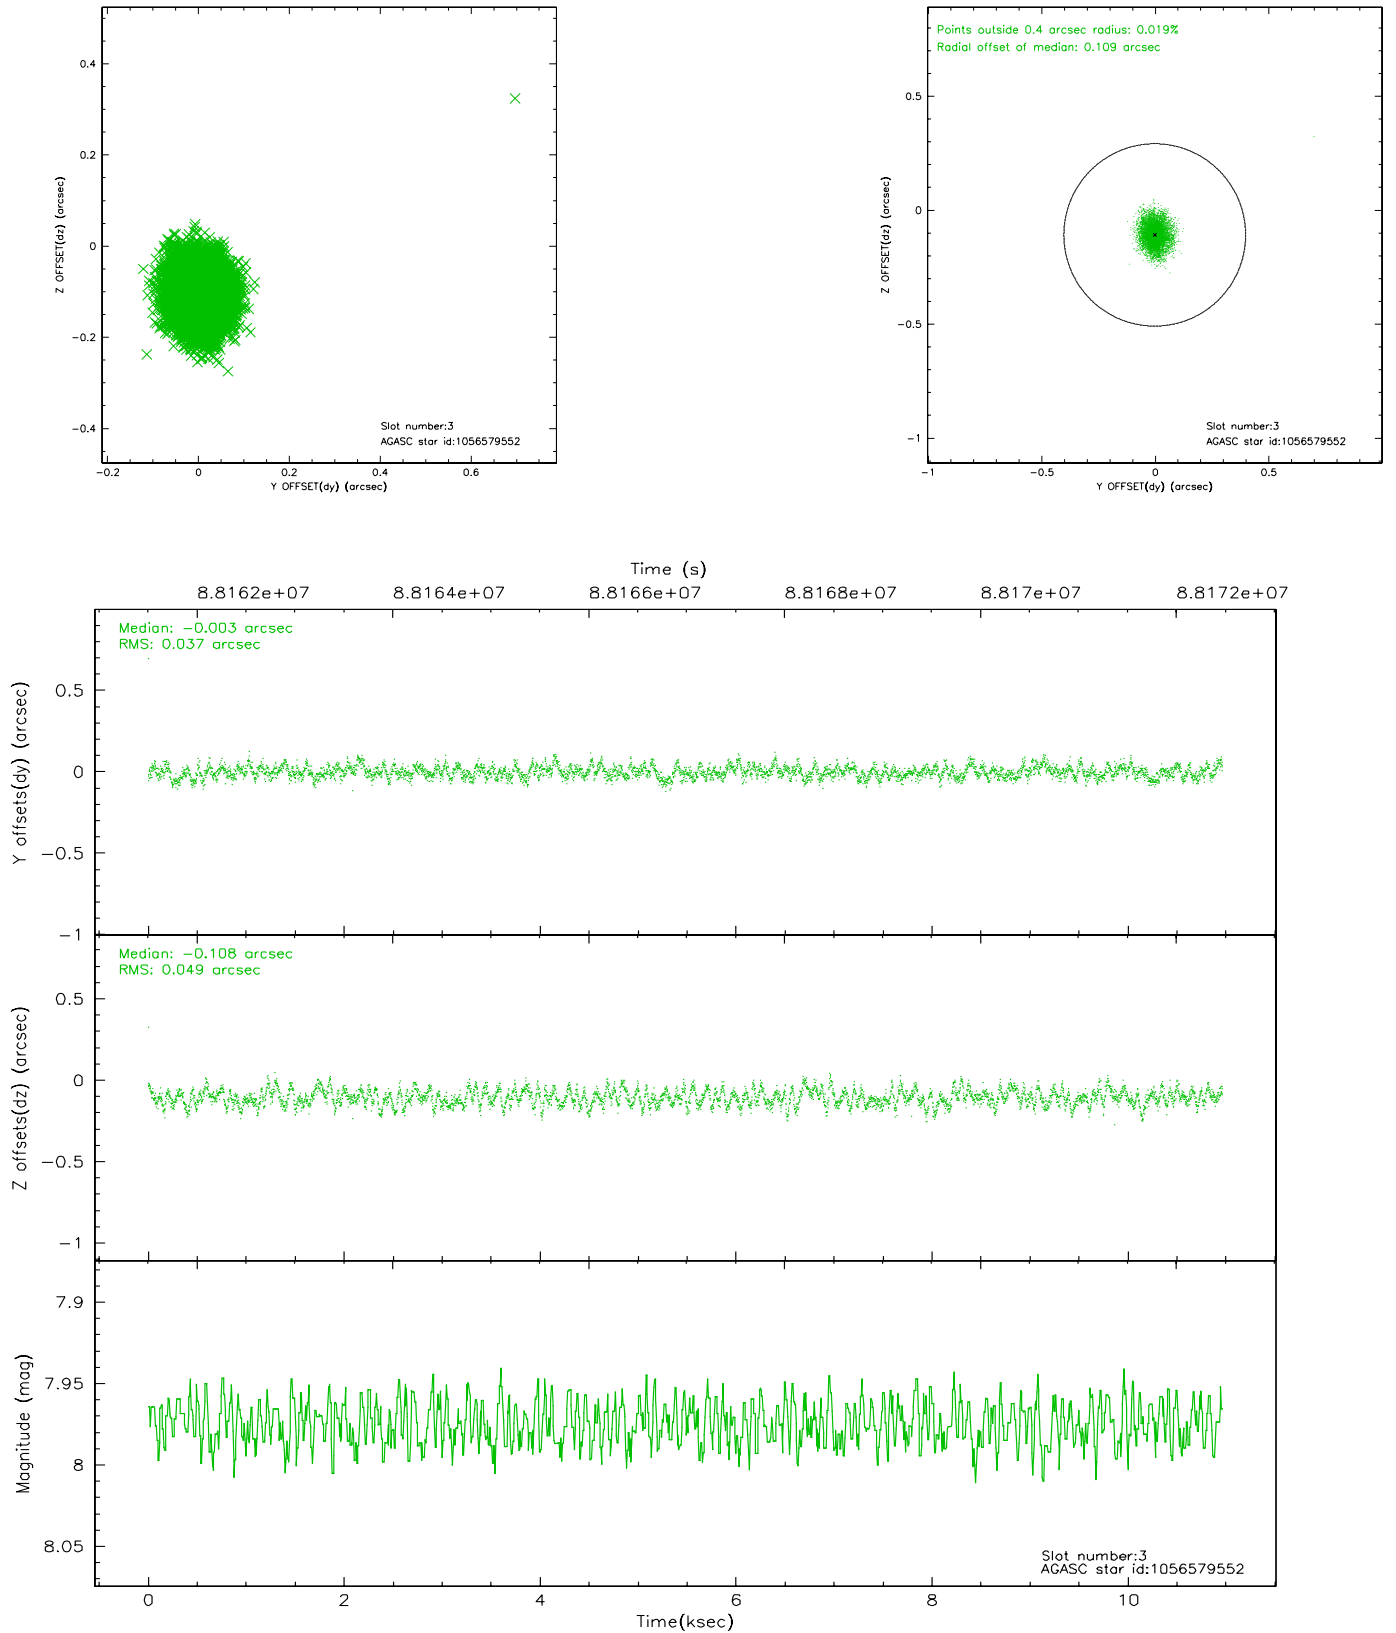 0.4
0.2
0
−0.2
−0.4
−0.2
0
0.2
0.4
0.6
Z OFFSET(dz) (arcsec)
Y OFFSET(dy) (arcsec)
Slot number:3
AGASC star id:1056579552
Points outside 0.4 arcsec radius: 0.019%
Radial offset of median: 0.109 arcsec
0.5
0
−0.5
−1
−1
−0.5
0
0.5
Z OFFSET(dz) (arcsec)
Y OFFSET(dy) (arcsec)
Slot number:3
AGASC star id:1056579552
Time (s)
8.8162e+07
8.8164e+07
8.8166e+07
8.8168e+07
8.817e+07
8.8172e+07
Median: −0.003 arcsec
RMS: 0.037 arcsec
0.5
0
−0.5
−1
Y offsets(dy) (arcsec)
Median: −0.108 arcsec
RMS: 0.049 arcsec
0.5
0
−0.5
−1
Z offsets(dz) (arcsec)
7.9
7.95
8
8.05
Magnitude (mag)
Slot number:3
AGASC star id:1056579552
0
2
4
6
8
10
Time(ksec)